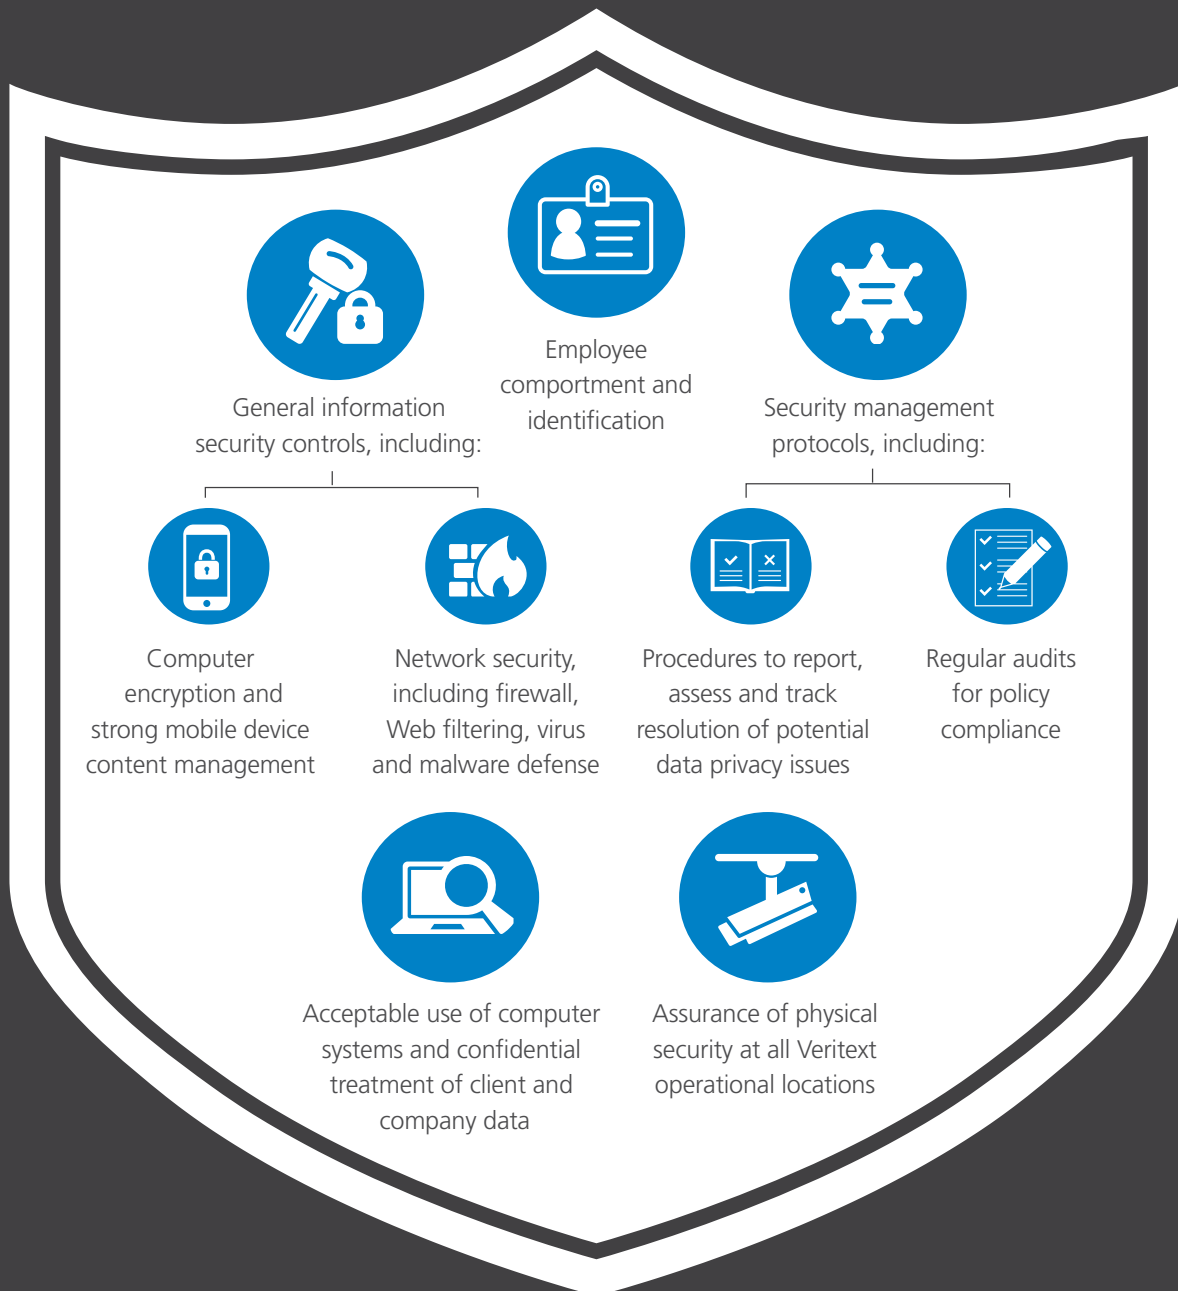 Employee
comportment and
identification
General information
security controls, including:
Security management
protocols, including:
Computer
encryption and
strong mobile device
content management
Network security,
including firewall,
Web filtering, virus
and malware defense
Procedures to report,
assess and track
resolution of potential
data privacy issues
Regular audits
for policy
compliance
Acceptable use of computer
systems and confidential
treatment of client and
company data
Assurance of physical
security at all Veritext
operational locations